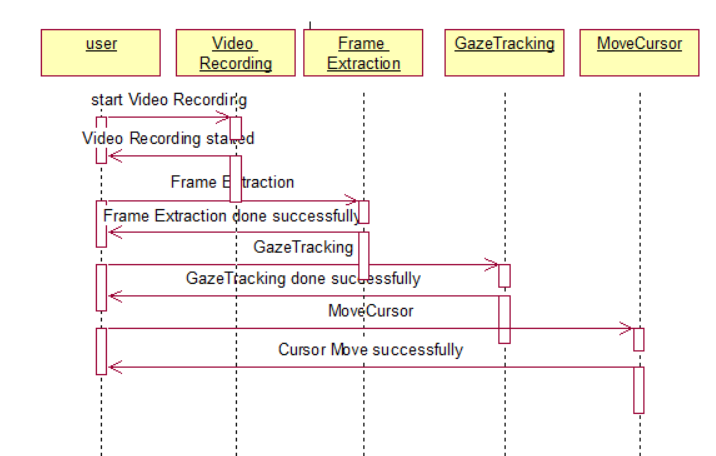 user
Video
Recording
Frame
Extraction
GazeTracking
MoveCursor
start Video Recording
Video Recording stated
Frame Extraction
Frame Extraction done successfully
GazeTracking
GazeTracking done successfully
MoveCursor
Cursor Move successfully